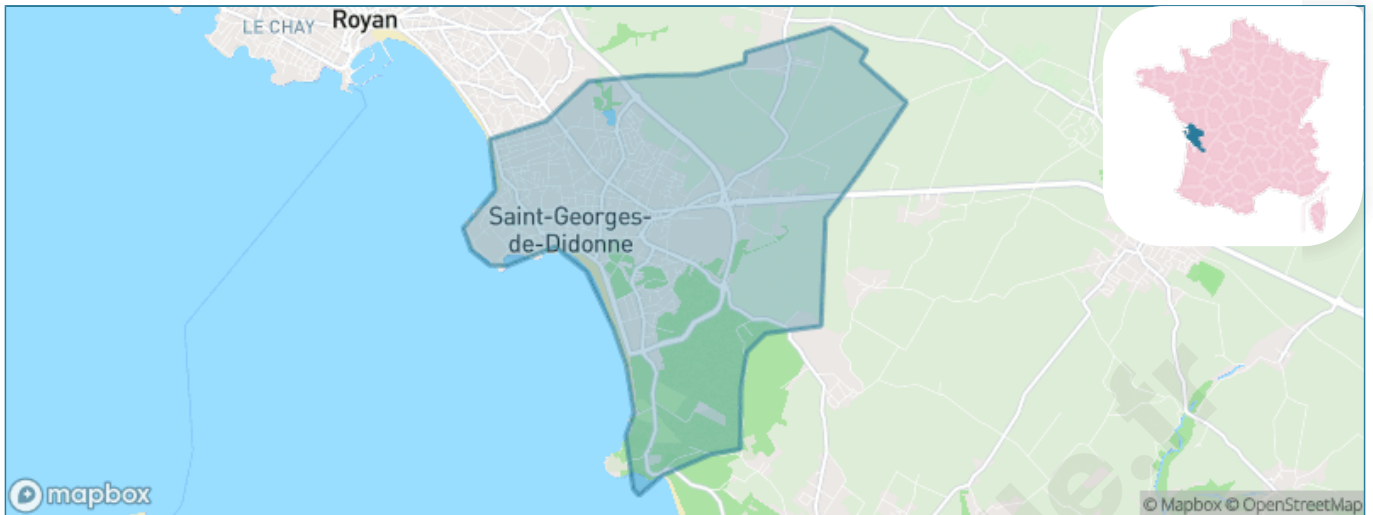 LE CHAY
Royan
Saint-Georges-
de-Didonne
mapbox
© Mapbox © OpenStreetMap